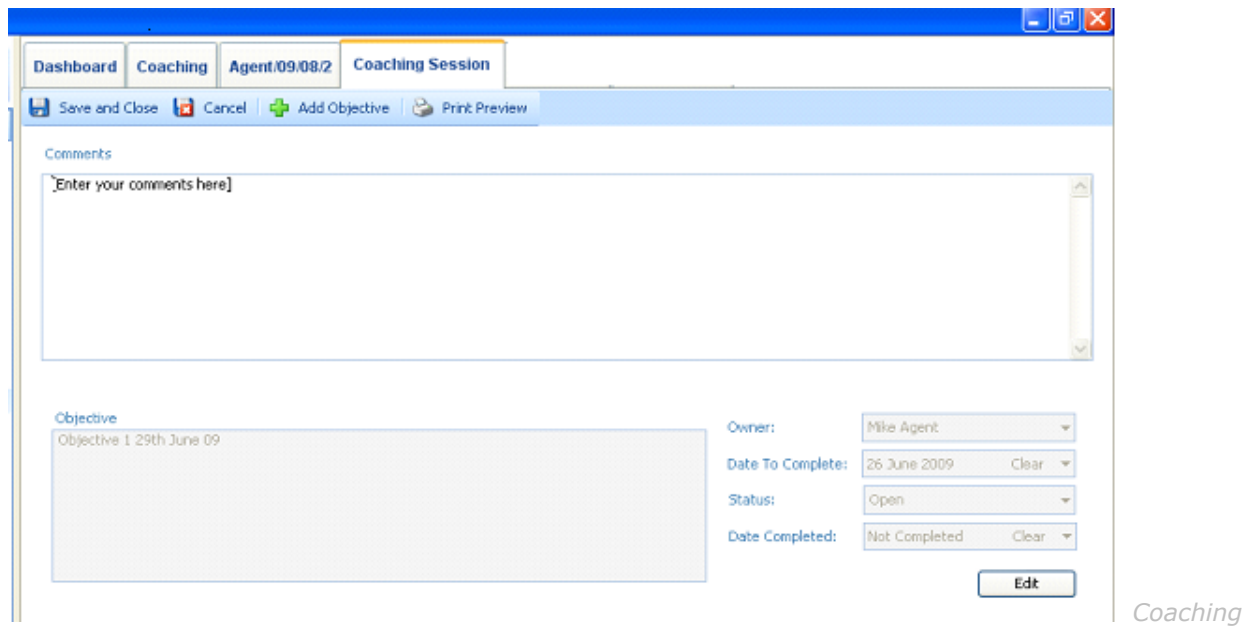 Dashboard Coaching Agent/09/08/2 Coaching Session
Save and Close Cancel Add Objective Print Preview
Comments
[Enter your comments here]
Objective
Objective 1 29th June 09
Owner: Mike Agent
Date To Complete: 26 June 2009 Clear
Status: Open
Date Completed: Not Completed Clear
Edit
Coaching